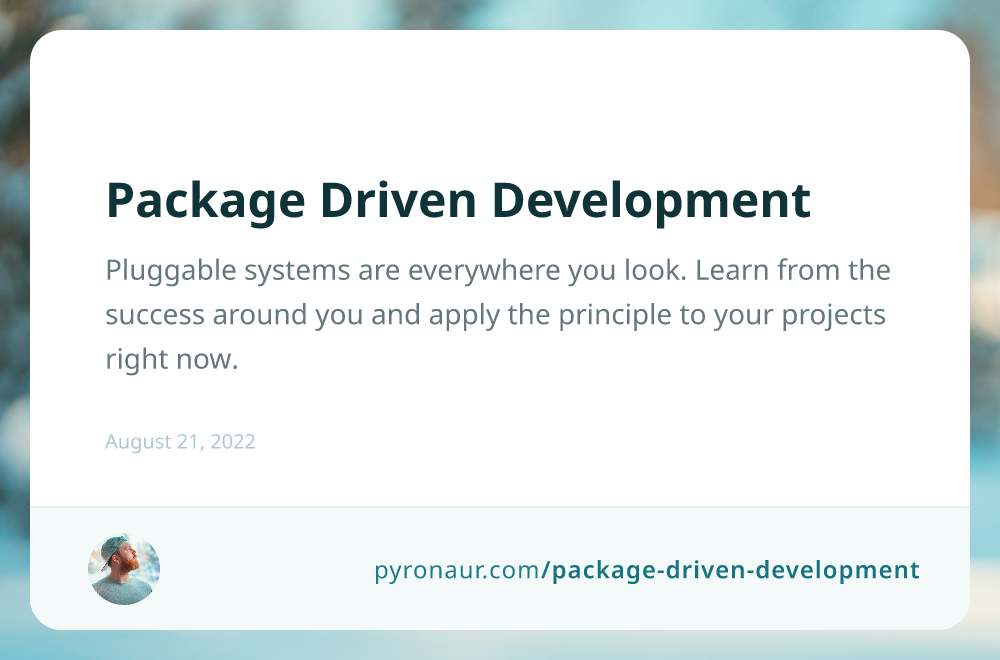 Package Driven Development
Pluggable systems are everywhere you look. Learn from the
success around you and apply the principle to your projects
right now.
August 21, 2022
pyronaur.com/package-driven-development